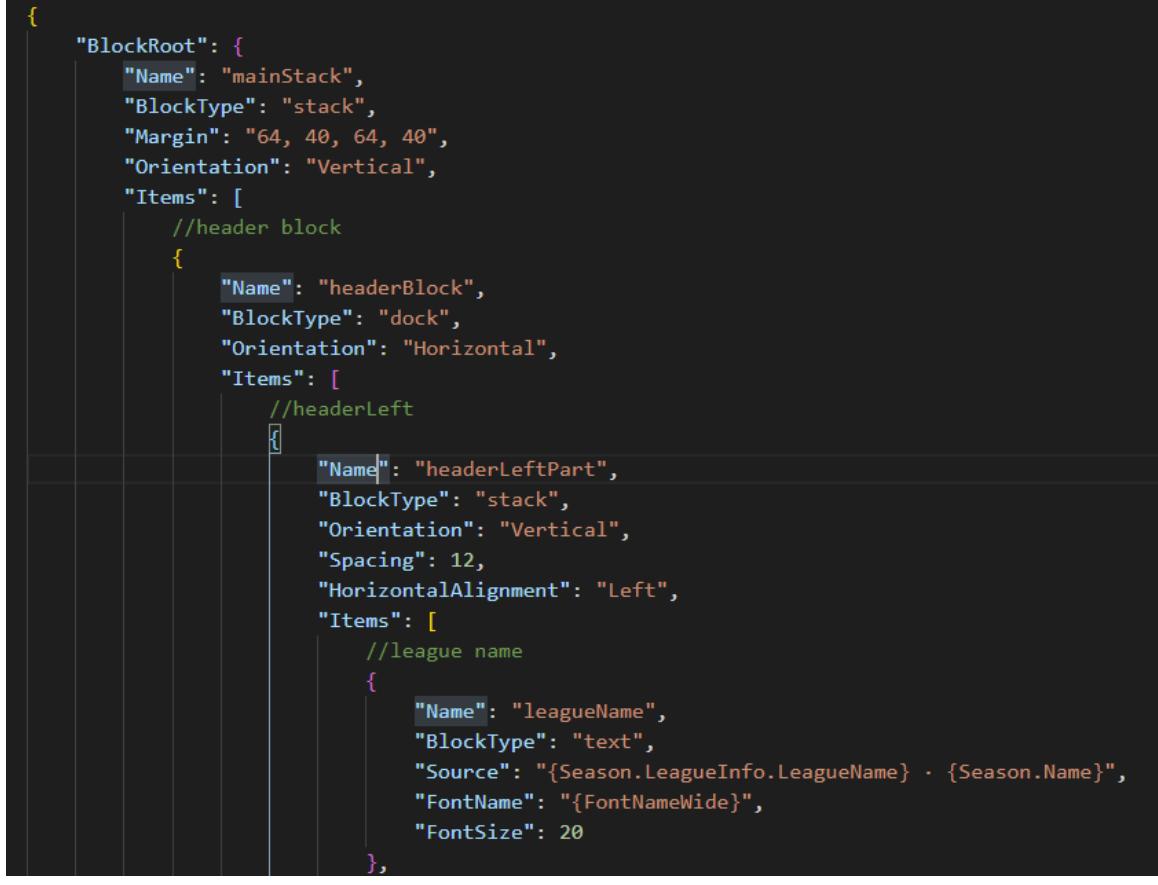 {
"BlockRoot": {
"Name": "mainStack",
"BlockType": "stack",
"Margin": "64, 40, 64, 40",
"Orientation": "Vertical",
"Items": [
//header block
{
"Name": "headerBlock",
"BlockType": "dock",
"Orientation": "Horizontal",
"Items": [
//headerLeft
{
"Name": "headerLeftPart",
"BlockType": "stack",
"Orientation": "Vertical",
"Spacing": 12,
"HorizontalAlignment": "Left",
"Items": [
//league name
{
"Name": "leagueName",
"BlockType": "text",
"Source": "{Season.LeagueInfo.LeagueName} · {Season.Name}",
"FontName": "{FontNameWide}",
"FontSize": 20
},